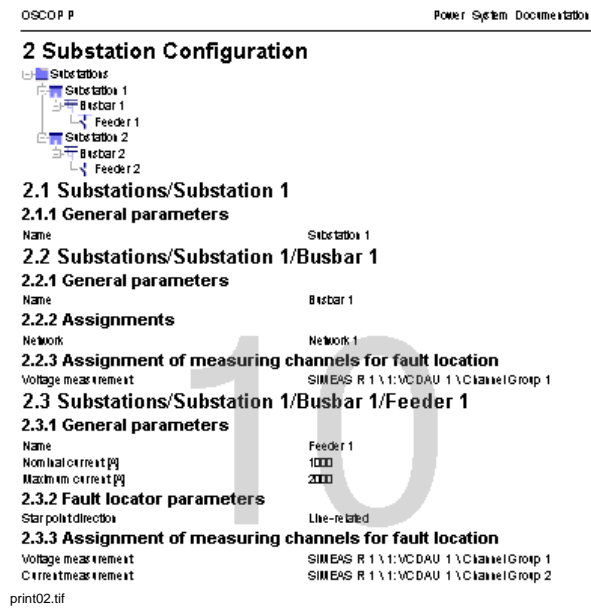 OSCOP P Power System Documentation
2 Substation Configuration
Substations
Substation 1
Busbar 1
Feeder 1
Substation 2
Busbar 2
Feeder 2
2.1 Substations/Substation 1
2.1.1 General parameters
Name Substation 1
2.2 Substations/Substation 1/Busbar 1
2.2.1 General parameters
Name Busbar 1
2.2.2 Assignments
Network Network 1
2.2.3 Assignment of measuring channels for fault location
Voltage measurement SIMEAS R 1 \ 1: VCDAU 1 \ Channel Group 1
2.3 Substations/Substation 1/Busbar 1/Feeder 1
2.3.1 General parameters
Name Feeder 1
Nominal current [A] 1000
Maximum current [A] 2000
2.3.2 Fault locator parameters
Star point direction Line-related
2.3.3 Assignment of measuring channels for fault location
Voltage measurement SIMEAS R 1 \ 1: VCDAU 1 \ Channel Group 1
Current measurement SIMEAS R 1 \ 1: VCDAU 1 \ Channel Group 2
10
print02.tif